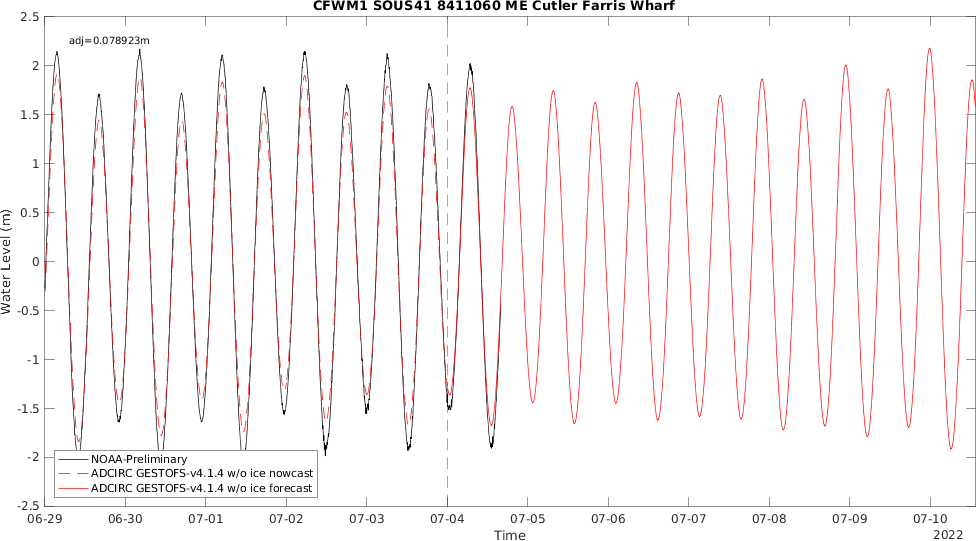 CFWM1 SOUS41 8411060 ME Cutler Farris Wharf
adj=0.078923m
Water Level (m)
2.5
2
1.5
1
0.5
0
-0.5
-1
-1.5
-2
-2.5
NOAA-Preliminary
ADCIRC GESTOFS-v4.1.4 w/o ice nowcast
ADCIRC GESTOFS-v4.1.4 w/o ice forecast
06-29 06-30 07-01 07-02 07-03 07-04 07-05 07-06 07-07 07-08 07-09 07-10
Time
2022